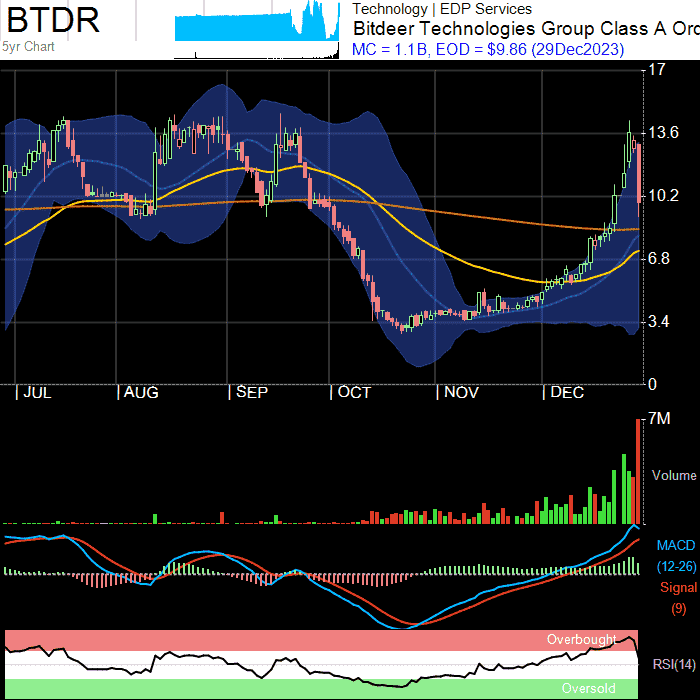 BTDR
5yr Chart
Technology | EDP Services
Bitdeer Technologies Group Class A Ord
MC = 1.1B, EOD = $9.86 (29Dec2023)
17
13.6
10.2
6.8
3.4
0
JUL AUG SEP OCT NOV DEC
7M
Volume
MACD
(12-26)
Signal
(9)
Overbought
RSI(14)
Oversold